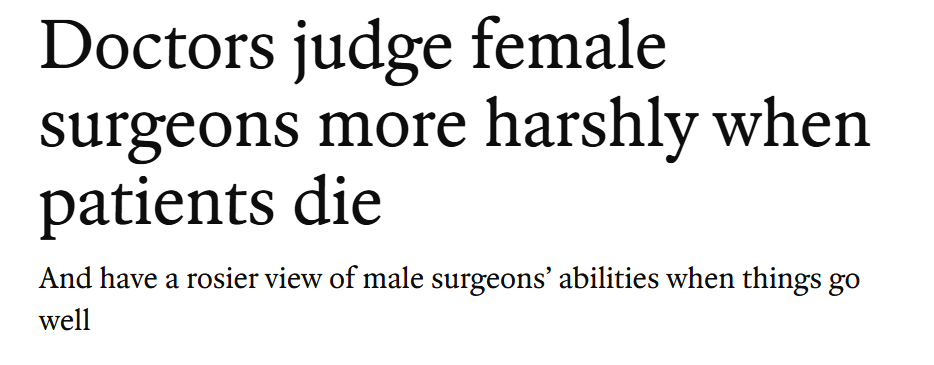 Doctors judge female
surgeons more harshly when
patients die
And have a rosier view of male surgeons’ abilities when things go
well